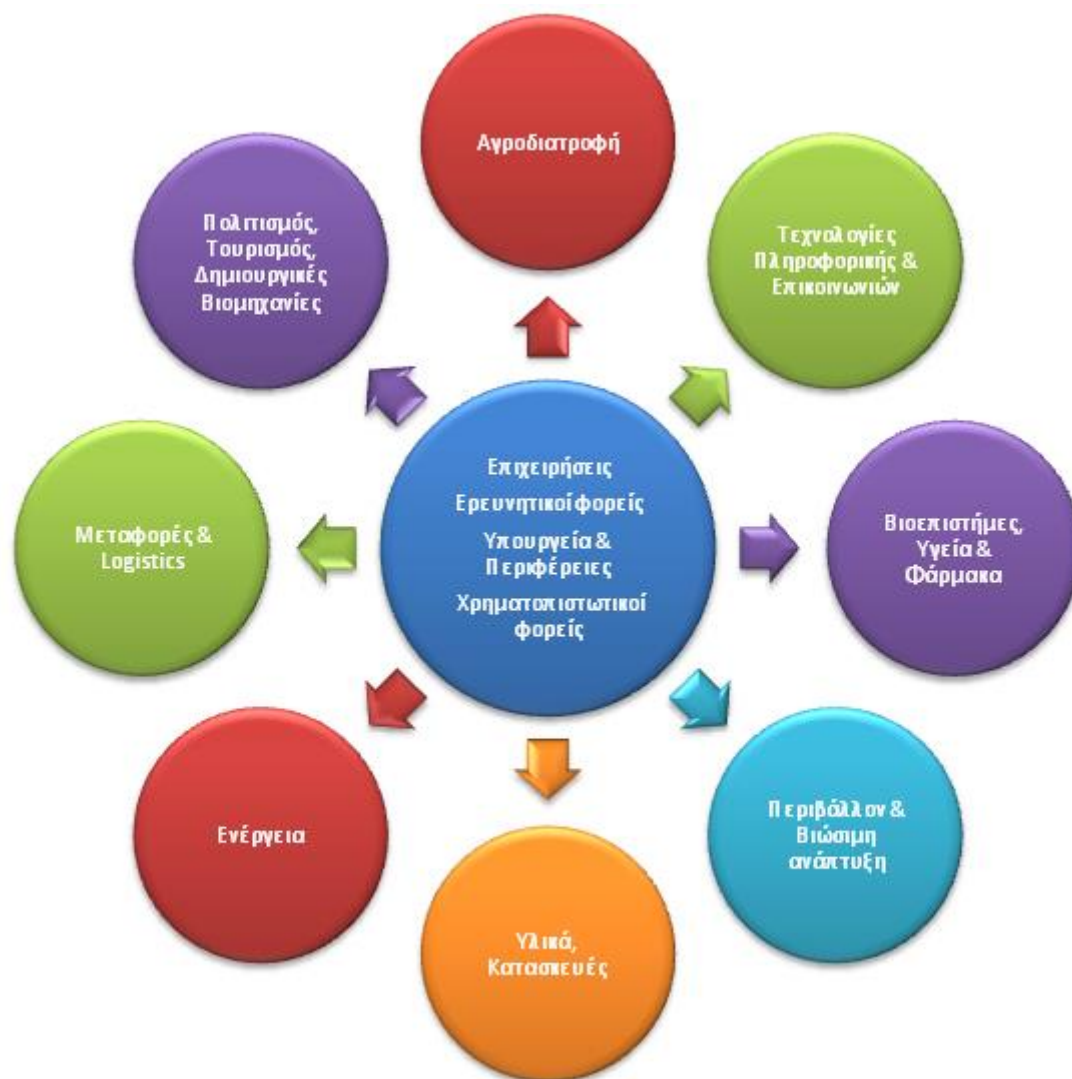 Αγροδιατροφή
Πολιτισμός,
Τουρισμός,
Δημιουργικές
Βιομηχανίες
Τεχνολογίες
Πληροφορικής &
Επικοινωνιών
Επιχειρήσεις
Ερευνητικοί φορείς
Υπουργεία &
Περιφέρειες
Χρηματοπιστωτικοί
φορείς
Μεταφορές &
Logistics
Βιοεπιστήμες,
Υγεία &
Φάρμακα
Ενέργεια
Περιβάλλον &
Βιώσιμη
ανάπτυξη
Υλικά,
Κατασκευές